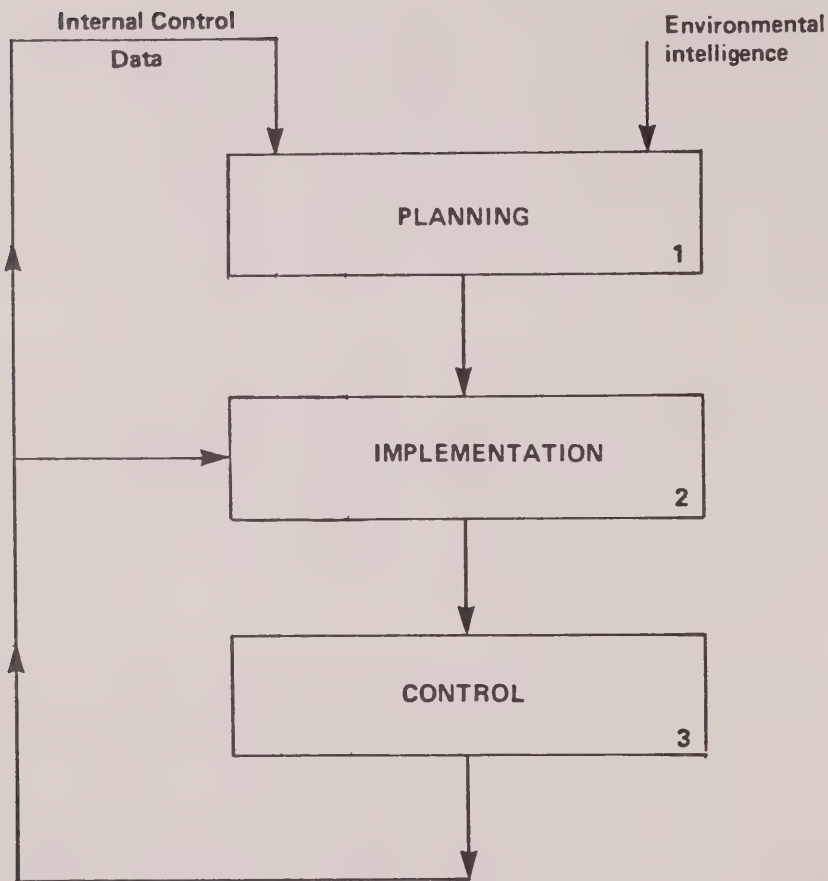 Internal Control
Data
Environmental
intelligence
PLANNING
1
IMPLEMENTATION
2
CONTROL
3